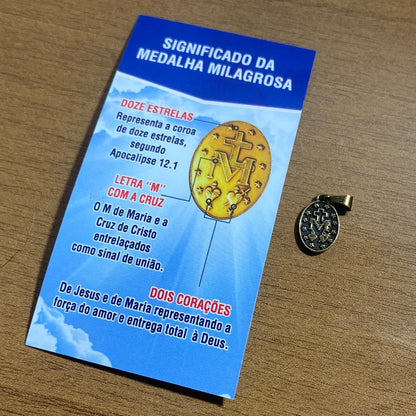 SIGNIFICADO DA
MEDALHA MILAGROSA
DOZE ESTRELAS
Representa a coroa
de doze estrelas,
segundo
Apocalipse 12.1
LETRA "M"
COM A CRUZ
O M de Maria e a
Cruz de Cristo
entrelaçados
como sinal de união.
DOIS CORAÇÕES
De Jesus e de Maria representando a
força do amor e entrega total à Deus.
M
M